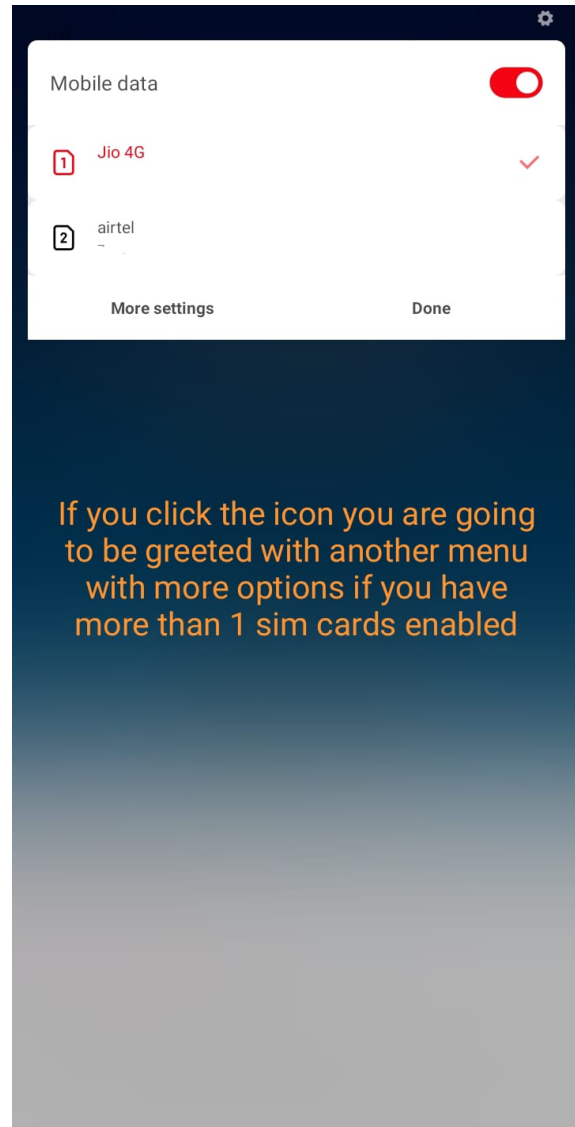 Mobile data
1
Jio 4G
2
airtel
More settings
Done
If you click the icon you are going
to be greeted with another menu
with more options if you have
more than 1 sim cards enabled